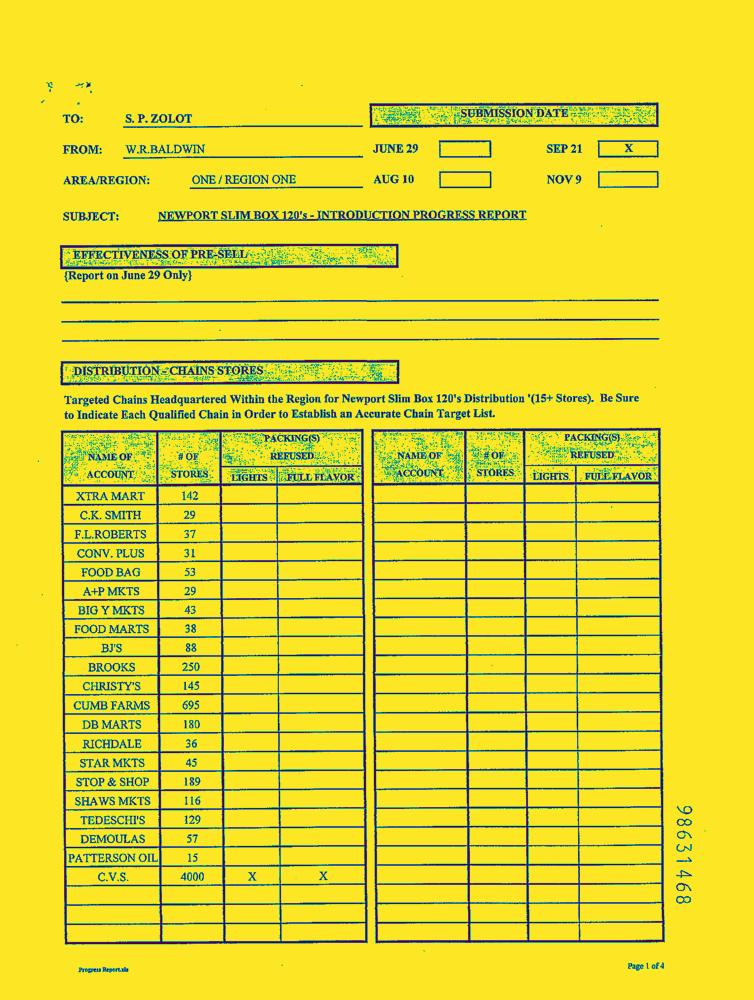 TO: S. P. ZOLOT
SUBMISSION DATE
FROM: W.R.BALDWIN JUNE 29 SEP 21 X
AREA/REGION: ONE / REGION ONE AUG 10 NOV 9
SUBJECT: NEWPORT SLIM BOX 120's - INTRODUCTION PROGRESS REPORT
EFFECTIVENESS OF PRE-SELL
{Report on June 29 Only}
DISTRIBUTION - CHAINS STORES
Targeted Chains Headquartered Within the Region for Newport Slim Box 120's Distribution '(15+ Stores). Be Sure
to Indicate Each Qualified Chain in Order to Establish an Accurate Chain Target List.
PACKING(S) PACKING(S)
NAME OF # OF REFUSED NAME OF # OF REFUSED
ACCOUNT STORES LIGHTS FULL FLAVOR ACCOUNT STORES LIGHTS FULL FLAVOR
XTRA MART 142
C.K. SMITH 29
F.L.ROBERTS 37
CONV. PLUS 31
FOOD BAG 53
A+P MKTS 29
BIG Y MKTS 43
FOOD MARTS 38
BJ'S 88
BROOKS 250
CHRISTY'S 145
CUMB FARMS 695
DB MARTS 180
RICHDALE 36
STAR MKTS 45
STOP & SHOP 189
SHAWS MKTS 116
TEDESCHI'S 129
DEMOULAS 57
PATTERSON OIL 15
C.V.S. 4000 X X
98631468
Progress Report.xls Page 1 of 4